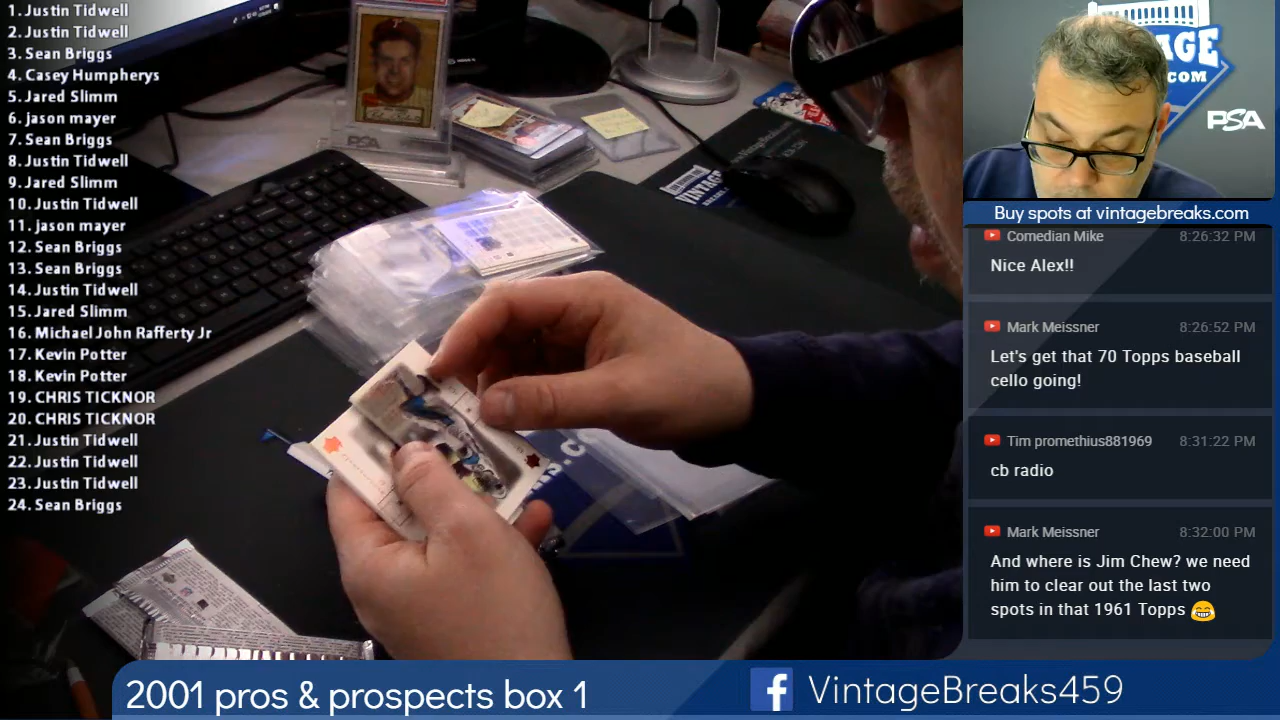 1. Justin Tidwell
2. Justin Tidwell
3. Sean Briggs
4. Casey Humpherys
5. Jared Slimm
6. jason mayer
7. Sean Briggs
8. Justin Tidwell
9. Jared Slimm
10. Justin Tidwell
11. jason mayer
12. Sean Briggs
13. Sean Briggs
14. Justin Tidwell
15. Jared Slimm
16. Michael John Rafferty Jr
17. Kevin Potter
18. Kevin Potter
19. CHRIS TICKNOR
20. CHRIS TICKNOR
21. Justin Tidwell
22. Justin Tidwell
23. Justin Tidwell
24. Sean Briggs
PSA
VINTAGE
AGE
.COM
PSA
Buy spots at vintagebreaks.com
Comedian Mike 8:26:32 PM
Nice Alex!!
Mark Meissner 8:26:52 PM
Let's get that 70 Topps baseball
cello going!
Tim promethius881969 8:31:22 PM
cb radio
Mark Meissner 8:32:00 PM
And where is Jim Chew? we need
him to clear out the last two
spots in that 1961 Topps 😂
2001 pros & prospects box 1
VintageBreaks459